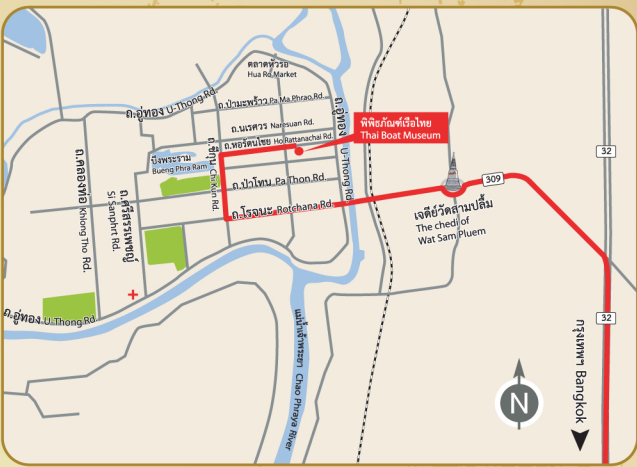 ตลาดหัวรอ
Hua Ro Market
ถ.อู่ทอง U-Thong Rd.
ถ.ป่ามะพร้าว Pa Ma Phrao Rd.
ถ.นเรศวร Naresuan Rd.
ถ.หอรัตนไชย Ho Rattanachai Rd.
ถ.อู่ทอง U-Thong Rd.
พิพิธภัณฑ์เรือไทย
Thai Boat Museum
32
บึงพระราม
Bueng Phra Ram
ถ.ชีกุน Chi Kun Rd.
ถ.คลองท่อ Khlong Tho Rd.
ถ.ศรีสรรเพชญ์
Si Sanphrt Rd.
ถ.ป่าโทน Pa Thon Rd.
ถ.โรจนะ Rotchana Rd.
309
เจดีย์วัดสามปลื้ม
The chedi of
Wat Sam Pluem
ถ.อู่ทอง U-Thong Rd.
แม่น้ำเจ้าพระยา Chao Phraya River
32
กรุงเทพฯ Bangkok
N